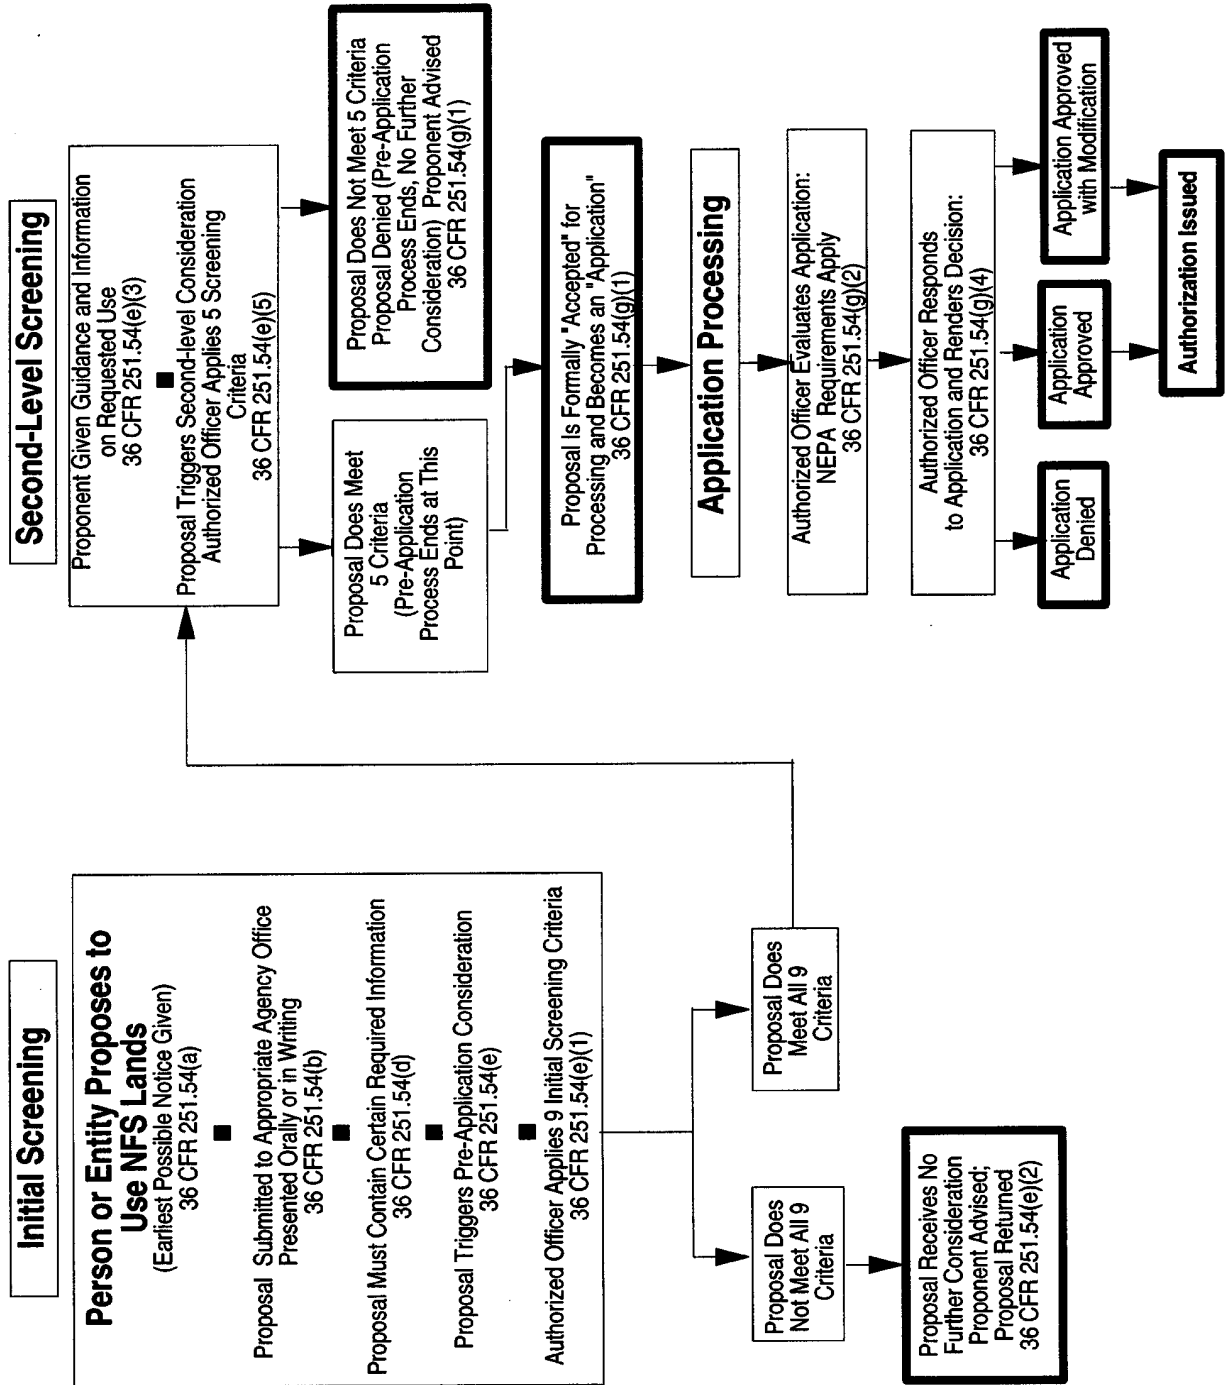 Initial Screening
Person or Entity Proposes to
Use NFS Lands
(Earliest Possible Notice Given)
36 CFR 251.54(a)
Proposal Submitted to Appropriate Agency Office
Presented Orally or in Writing
36 CFR 251.54(b)
Proposal Must Contain Certain Required Information
36 CFR 251.54(d)
Proposal Triggers Pre-Application Consideration
36 CFR 251.54(e)
Authorized Officer Applies 9 Initial Screening Criteria
36 CFR 251.54(e)(1)
Proposal Does
Not Meet All 9
Criteria
Proposal Does
Meet All 9
Criteria
Proposal Receives No
Further Consideration
Proponent Advised;
Proposal Returned
36 CFR 251.54(e)(2)
Second-Level Screening
Proponent Given Guidance and Information
on Requested Use
36 CFR 251.54(e)(3)
Proposal Triggers Second-level Consideration
Authorized Officer Applies 5 Screening
Criteria
36 CFR 251.54(e)(5)
Proposal Does Meet
5 Criteria
(Pre-Application
Process Ends at This
Point)
Proposal Does Not Meet 5 Criteria
Proposal Denied (Pre-Application
Process Ends, No Further
Consideration) Proponent Advised
36 CFR 251.54(g)(1)
Proposal Is Formally "Accepted" for
Processing and Becomes an "Application"
36 CFR 251.54(g)(1)
Application Processing
Authorized Officer Evaluates Application:
NEPA Requirements Apply
36 CFR 251.54(g)(2)
Authorized Officer Responds
to Application and Renders Decision:
36 CFR 251.54(g)(4)
Application
Denied
Application
Approved
Application Approved
with Modification
Authorization Issued